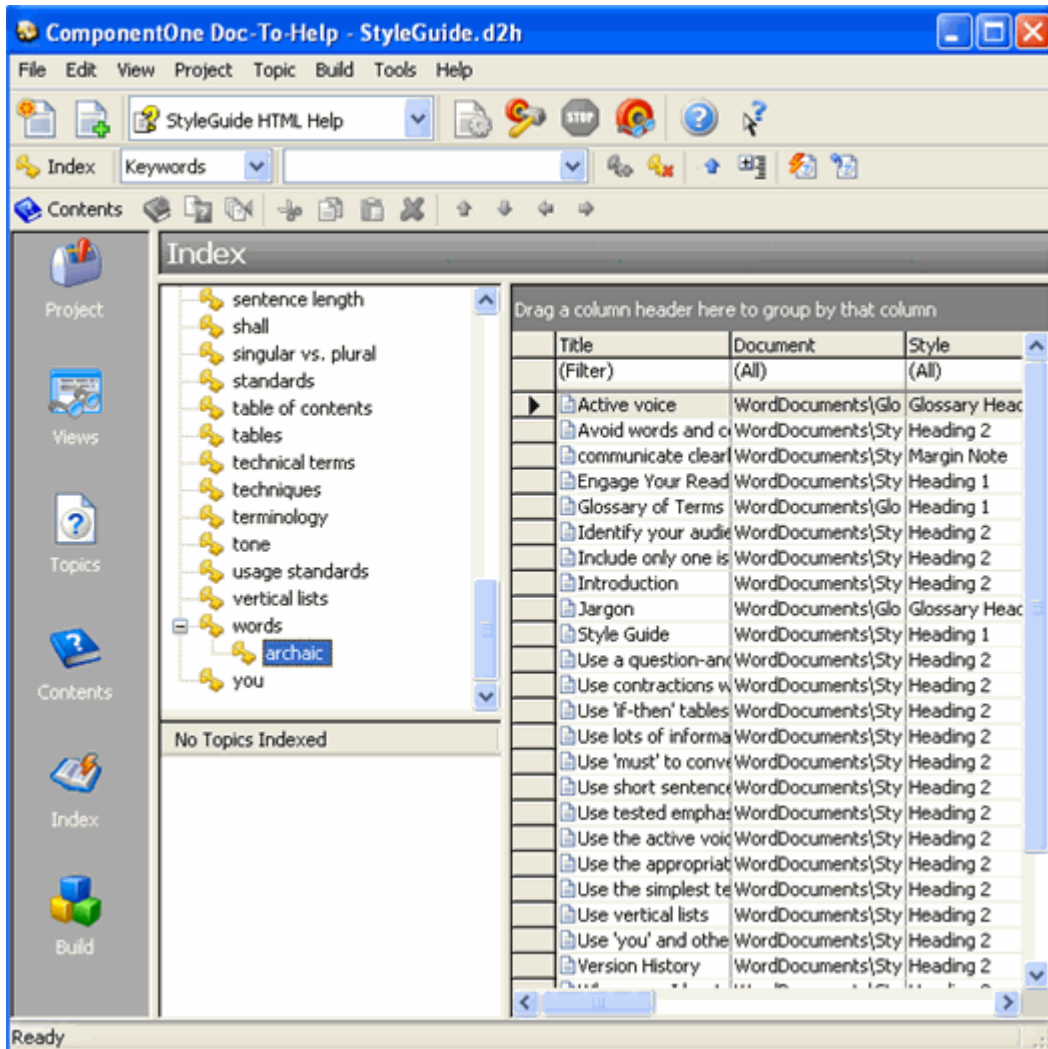 ComponentOne Doc-To-Help - StyleGuide.d2h
File Edit View Project Topic Build Tools Help
StyleGuide HTML Help STOP
Index Keywords
Contents
Project
Views
Topics
Contents
Index
Build
Index
sentence length
shall
singular vs. plural
standards
table of contents
tables
technical terms
techniques
terminology
tone
usage standards
vertical lists
words
archaic
you
No Topics Indexed
Drag a column header here to group by that column
Title Document Style
(Filter) (All) (All)
Active voice WordDocuments\Glo Glossary Heac
Avoid words and c WordDocuments\Sty Heading 2
communicate clearl WordDocuments\Sty Margin Note
Engage Your Read WordDocuments\Sty Heading 1
Glossary of Terms WordDocuments\Glo Heading 1
Identify your audie WordDocuments\Sty Heading 2
Include only one is WordDocuments\Sty Heading 2
Introduction WordDocuments\Sty Heading 2
Jargon WordDocuments\Glo Glossary Heac
Style Guide WordDocuments\Sty Heading 1
Use a question-and WordDocuments\Sty Heading 2
Use contractions w WordDocuments\Sty Heading 2
Use 'if-then' tables WordDocuments\Sty Heading 2
Use lots of informa WordDocuments\Sty Heading 2
Use 'must' to conve WordDocuments\Sty Heading 2
Use short sentence WordDocuments\Sty Heading 2
Use tested emphas WordDocuments\Sty Heading 2
Use the active voic WordDocuments\Sty Heading 2
Use the appropriat WordDocuments\Sty Heading 2
Use the simplest te WordDocuments\Sty Heading 2
Use vertical lists WordDocuments\Sty Heading 2
Use 'you' and othe WordDocuments\Sty Heading 2
Version History WordDocuments\Sty Heading 2
Ready